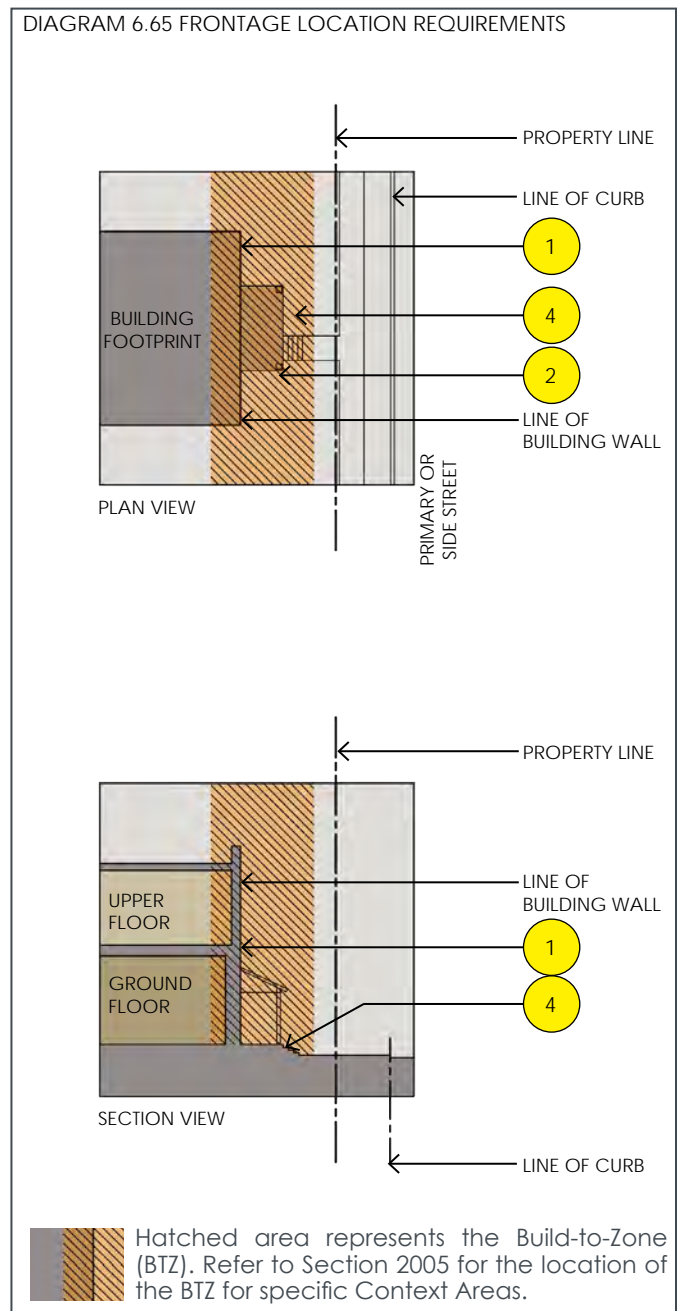 DIAGRAM 6.65 FRONTAGE LOCATION REQUIREMENTS
PROPERTY LINE
LINE OF CURB
1
BUILDING
FOOTPRINT
4
2
LINE OF
BUILDING WALL
PLAN VIEW
PRIMARY OR
SIDE STREET
PROPERTY LINE
UPPER
FLOOR
LINE OF
BUILDING WALL
1
GROUND
FLOOR
4
SECTION VIEW
LINE OF CURB
Hatched area represents the Build-to-Zone
(BTZ). Refer to Section 2005 for the location of
the BTZ for specific Context Areas.